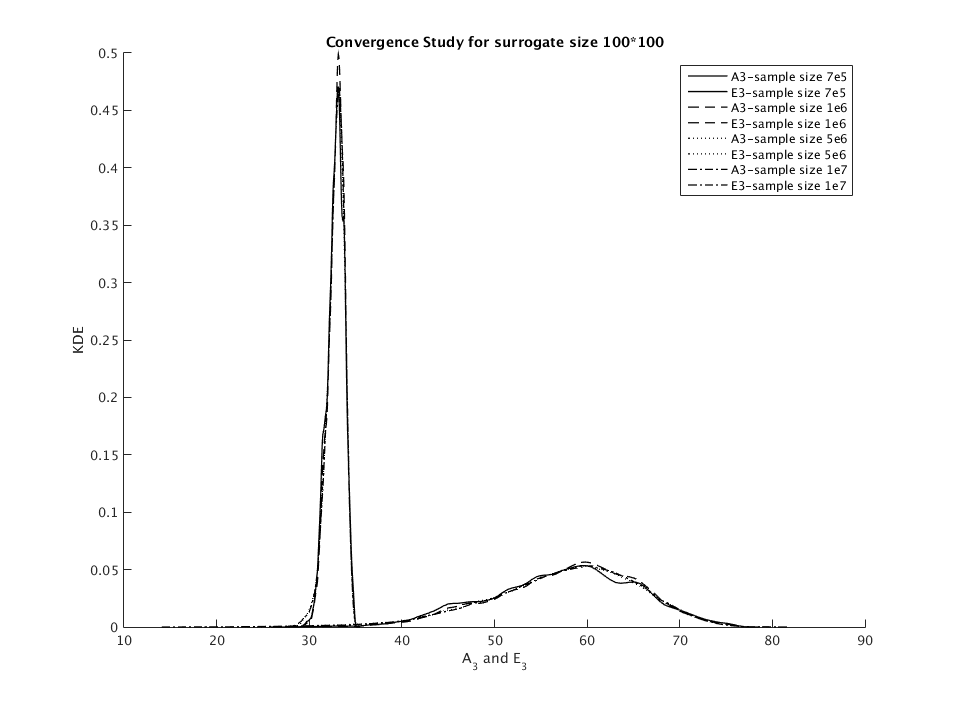 Convergence Study for surrogate size 100*100
A3-sample size 7e5
E3-sample size 7e5
A3-sample size 1e6
E3-sample size 1e6
A3-sample size 5e6
E3-sample size 5e6
A3-sample size 1e7
E3-sample size 1e7
0.5
0.45
0.4
0.35
0.3
0.25
0.2
0.15
0.1
0.05
0
KDE
10 20 30 40 50 60 70 80 90
A3 and E3